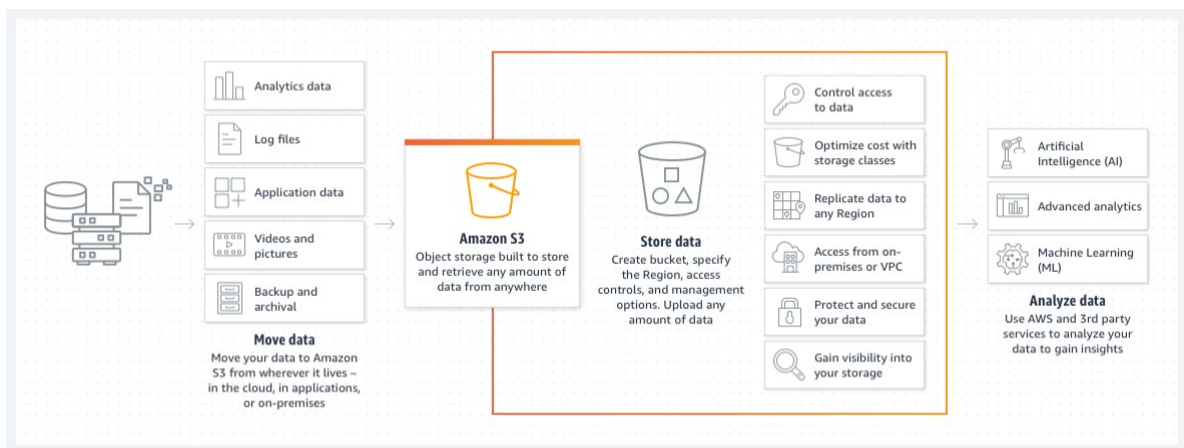 Analytics data
Log files
Application data
Videos and
pictures
Backup and
archival
Move data
Move your data to Amazon
S3 from wherever it lives –
in the cloud, in applications,
or on-premises
Amazon S3
Object storage built to store
and retrieve any amount of
data from anywhere
Store data
Create bucket, specify
the Region, access
controls, and management
options. Upload any
amount of data
Control access
to data
Optimize cost with
storage classes
Replicate data to
any Region
Access from on-
premises or VPC
Protect and secure
your data
Gain visibility into
your storage
Artificial
Intelligence (AI)
Advanced analytics
Machine Learning
(ML)
Analyze data
Use AWS and 3rd party
services to analyze your
data to gain insights